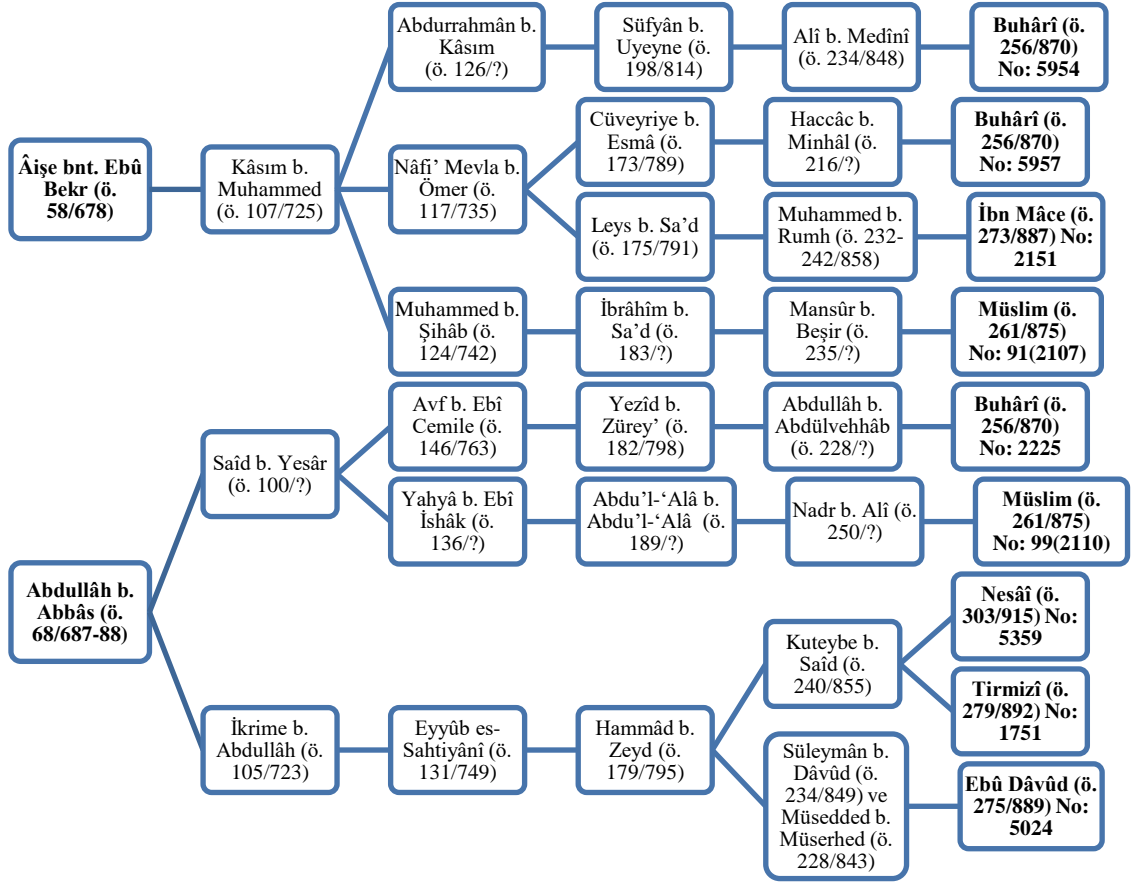 Abdurrahmân b.
Kâsım
(ö. 126/?)
Süfyân b.
Uyeyne (ö.
198/814)
Alî b. Medînî
(ö. 234/848)
Buhârî (ö.
256/870)
No: 5954
Âişe bnt. Ebû
Bekr (ö.
58/678)
Kâsım b.
Muhammed
(ö. 107/725)
Nâfi’ Mevla b.
Ömer (ö.
117/735)
Cüveyriye b.
Esmâ (ö.
173/789)
Haccâc b.
Minhâl (ö.
216/?)
Buhârî (ö.
256/870)
No: 5957
Leys b. Sa’d
(ö. 175/791)
Muhammed b.
Rumh (ö. 232-
242/858)
İbn Mâce (ö.
273/887) No:
2151
Muhammed b.
Şihâb (ö.
124/742)
İbrâhîm b.
Sa’d (ö.
183/?)
Mansûr b.
Beşir (ö.
235/?)
Müslim (ö.
261/875)
No: 91(2107)
Abdullâh b.
Abbâs (ö.
68/687-88)
Saîd b. Yesâr
(ö. 100/?)
Avf b. Ebî
Cemile (ö.
146/763)
Yezîd b.
Zürey’ (ö.
182/798)
Abdullâh b.
Abdülvehhâb
(ö. 228/?)
Buhârî (ö.
256/870)
No: 2225
Yahyâ b. Ebî
İshâk (ö.
136/?)
Abdu’l-‘Alâ b.
Abdu’l-‘Alâ (ö.
189/?)
Nadr b. Alî (ö.
250/?)
Müslim (ö.
261/875)
No: 99(2110)
İkrime b.
Abdullâh (ö.
105/723)
Eyyûb es-
Sahtiyânî (ö.
131/749)
Hammâd b.
Zeyd (ö.
179/795)
Kuteybe b.
Saîd (ö.
240/855)
Nesâî (ö.
303/915) No:
5359
Tirmizî (ö.
279/892) No:
1751
Süleymân b.
Dâvûd (ö.
234/849) ve
Müsedded b.
Müserhed (ö.
228/843)
Ebû Dâvûd (ö.
275/889) No:
5024